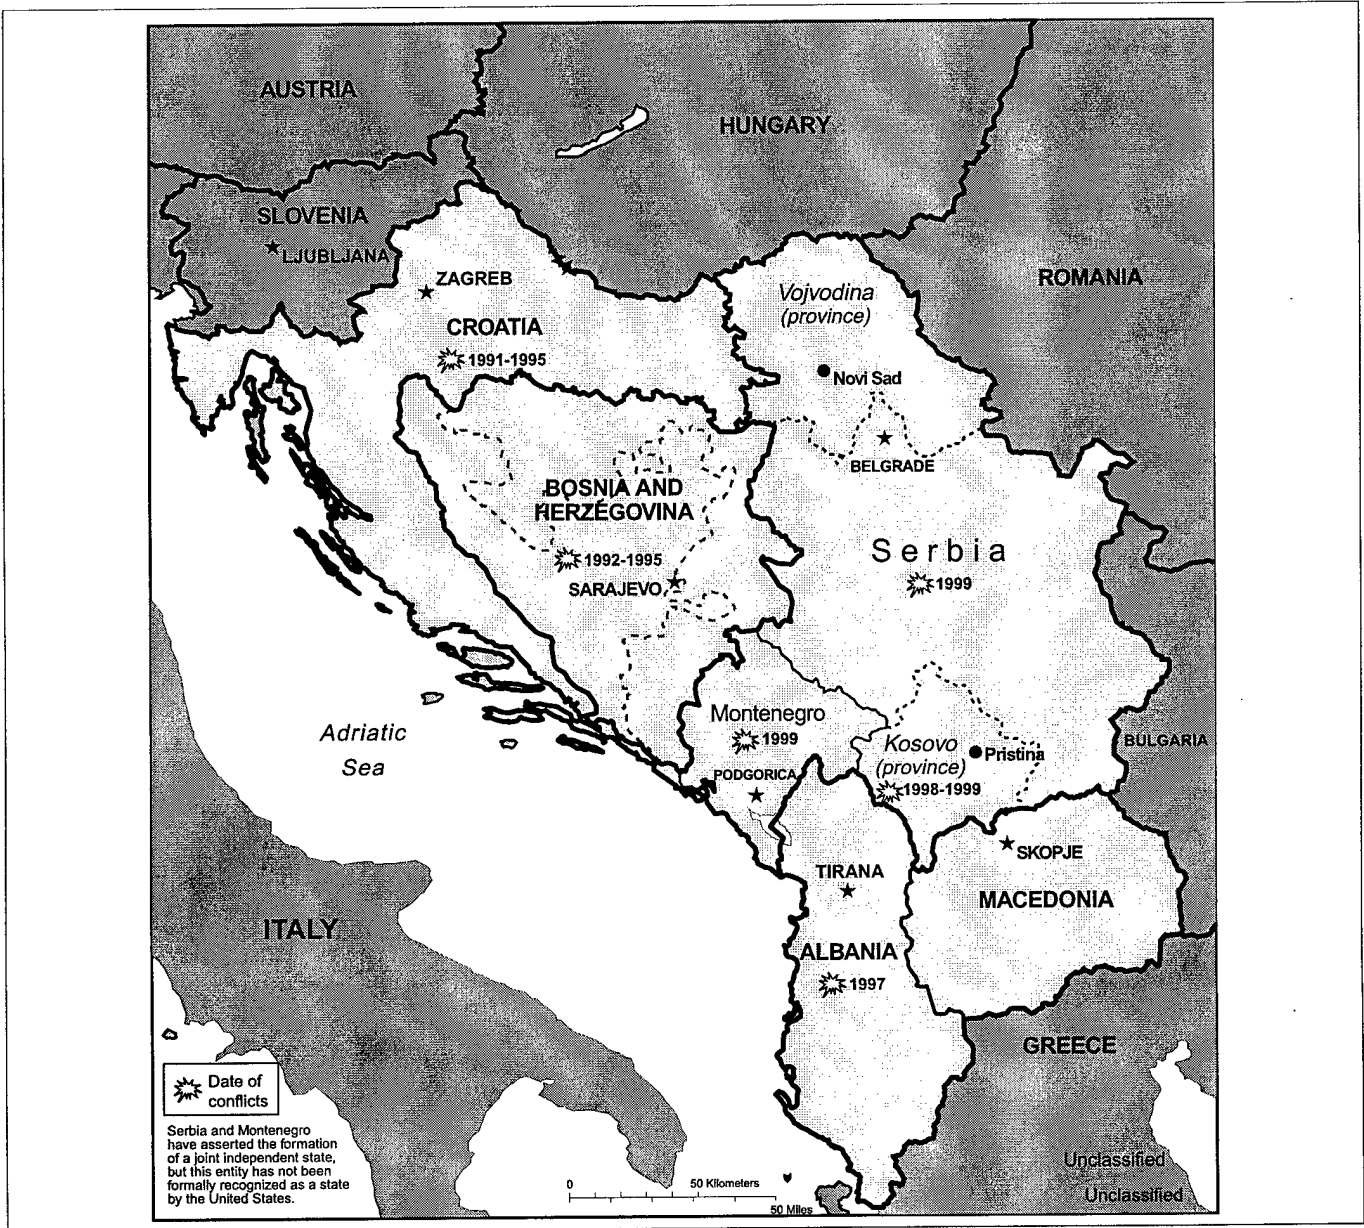 AUSTRIA
HUNGARY
SLOVENIA
LJUBLJANA
ROMANIA
ZAGREB
Vojvodina
(province)
CROATIA
1991-1995
Novi Sad
BELGRADE
BOSNIA AND
HERZEGOVINA
Serbia
1992-1995
1999
SARAJEVO
Montenegro
1999
Adriatic
Sea
Kosovo
(province)
Pristina
BULGARIA
PODGORICA
1998-1999
SKOPJE
TIRANA
MACEDONIA
ITALY
ALBANIA
1997
GREECE
Date of
conflicts
Serbia and Montenegro
have asserted the formation
of a joint independent state,
but this entity has not been
formally recognized as a state
by the United States.
0
50 Kilometers
50 Miles
Unclassified
Unclassified